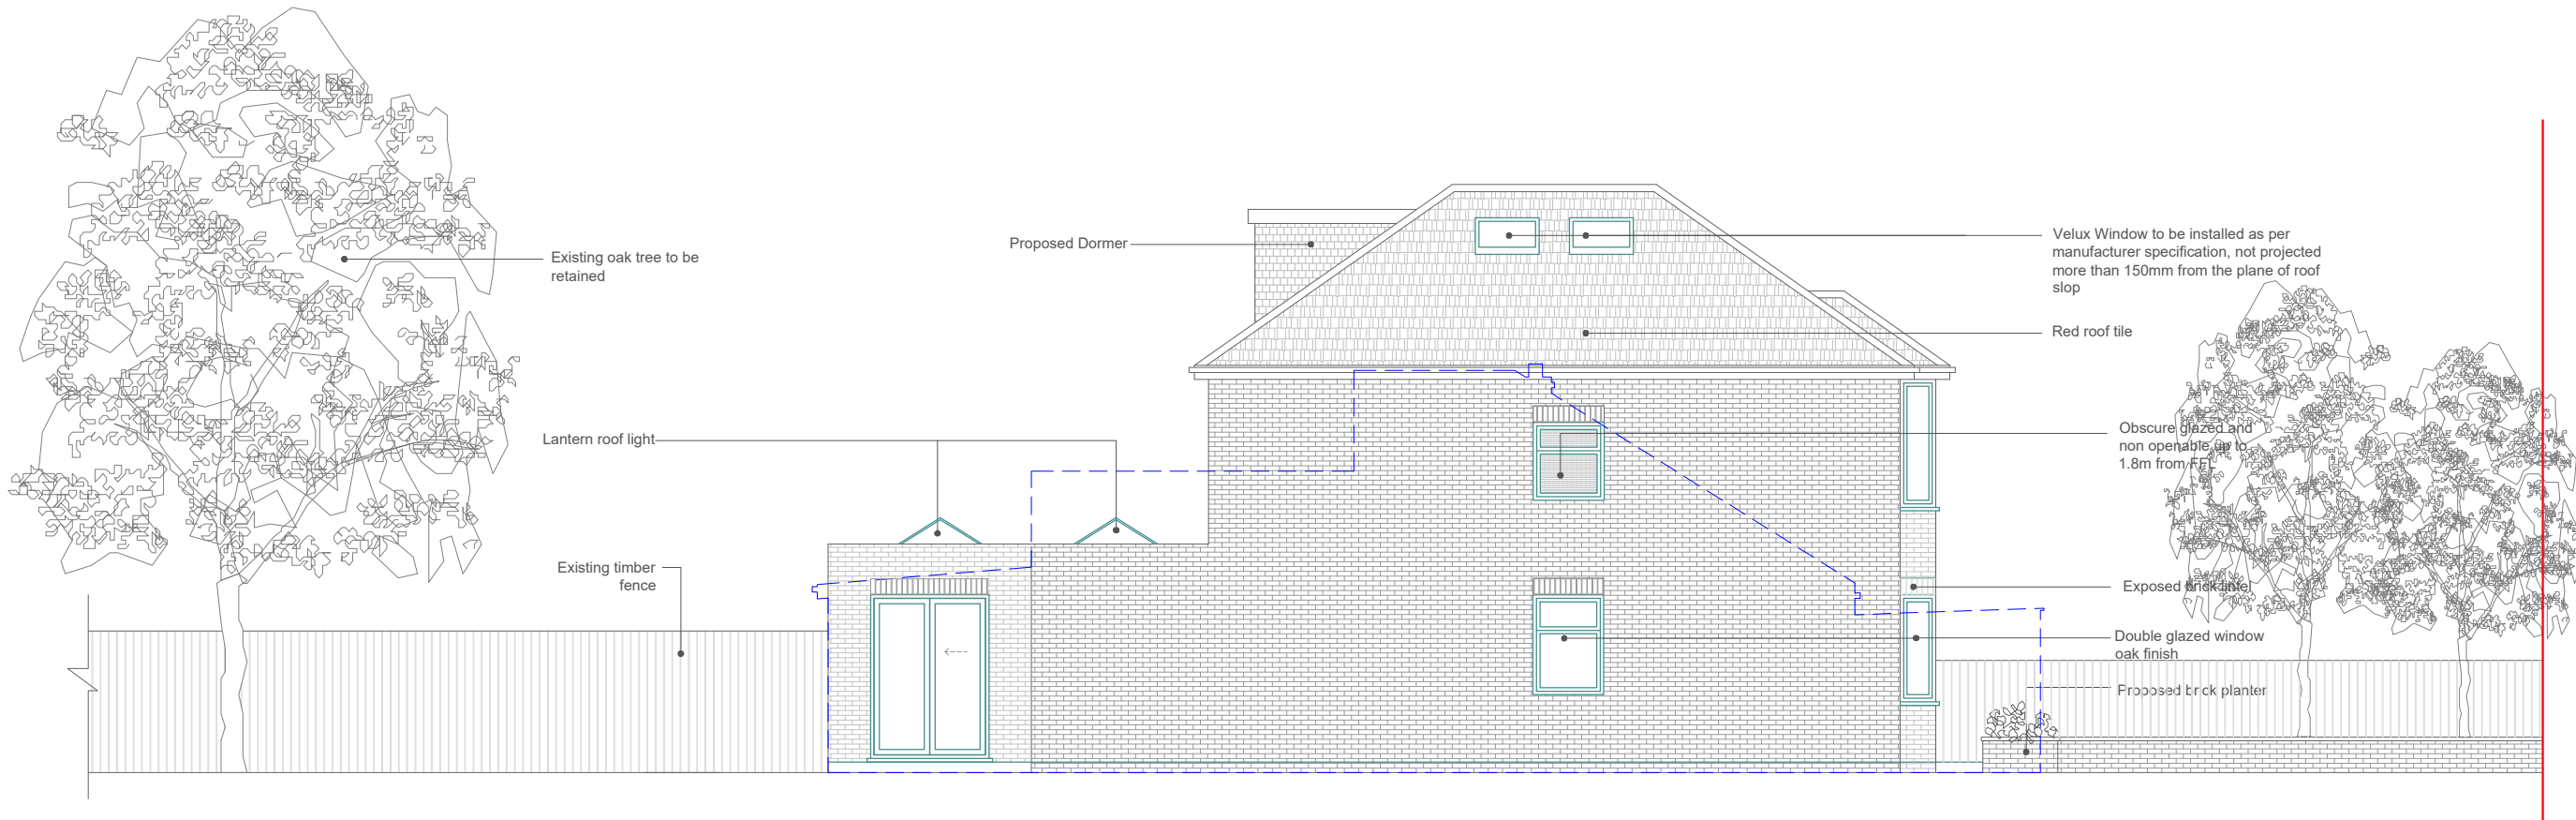 Existing oak tree to be
retained
Proposed Dormer
Velux Window to be installed as per
manufacturer specification, not projected
more than 150mm from the plane of roof
slop
Red roof tile
Lantern roof light
Obscure glazed and
non openable up to
1.8m from FFL
Existing timber
fence
Exposed brick lintel
Double glazed window
oak finish
Proposed brick planter